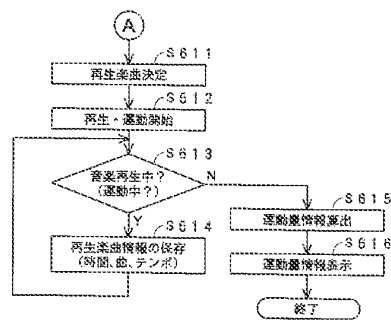 A
S611
再生楽曲決定
S612
再生・運動開始
S613
音楽再生中?
(運動中?)
N
Y
S614
再生楽曲情報の保存
(時間、曲、テンポ)
S615
運動量情報算出
S616
運動量情報表示
終了